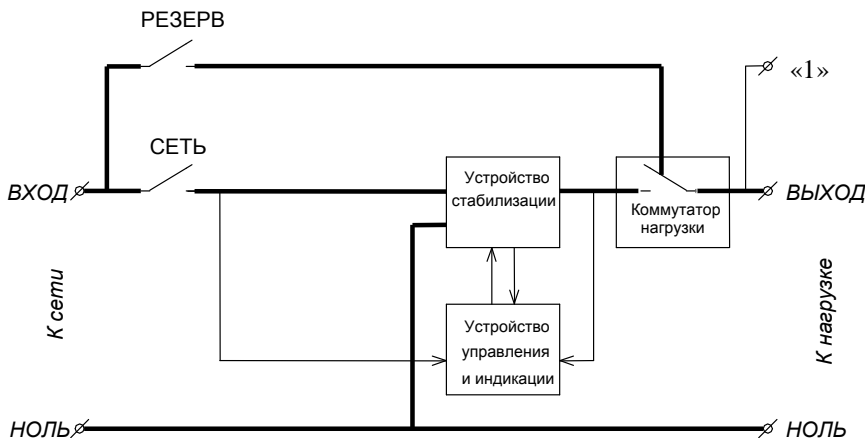 РЕЗЕРВ
«1»
СЕТЬ
ВХОД
Устройство
стабилизации
Коммутатор
нагрузки
ВЫХОД
К сети
Устройство
управления
и индикации
К нагрузке
НОЛЬ
НОЛЬ